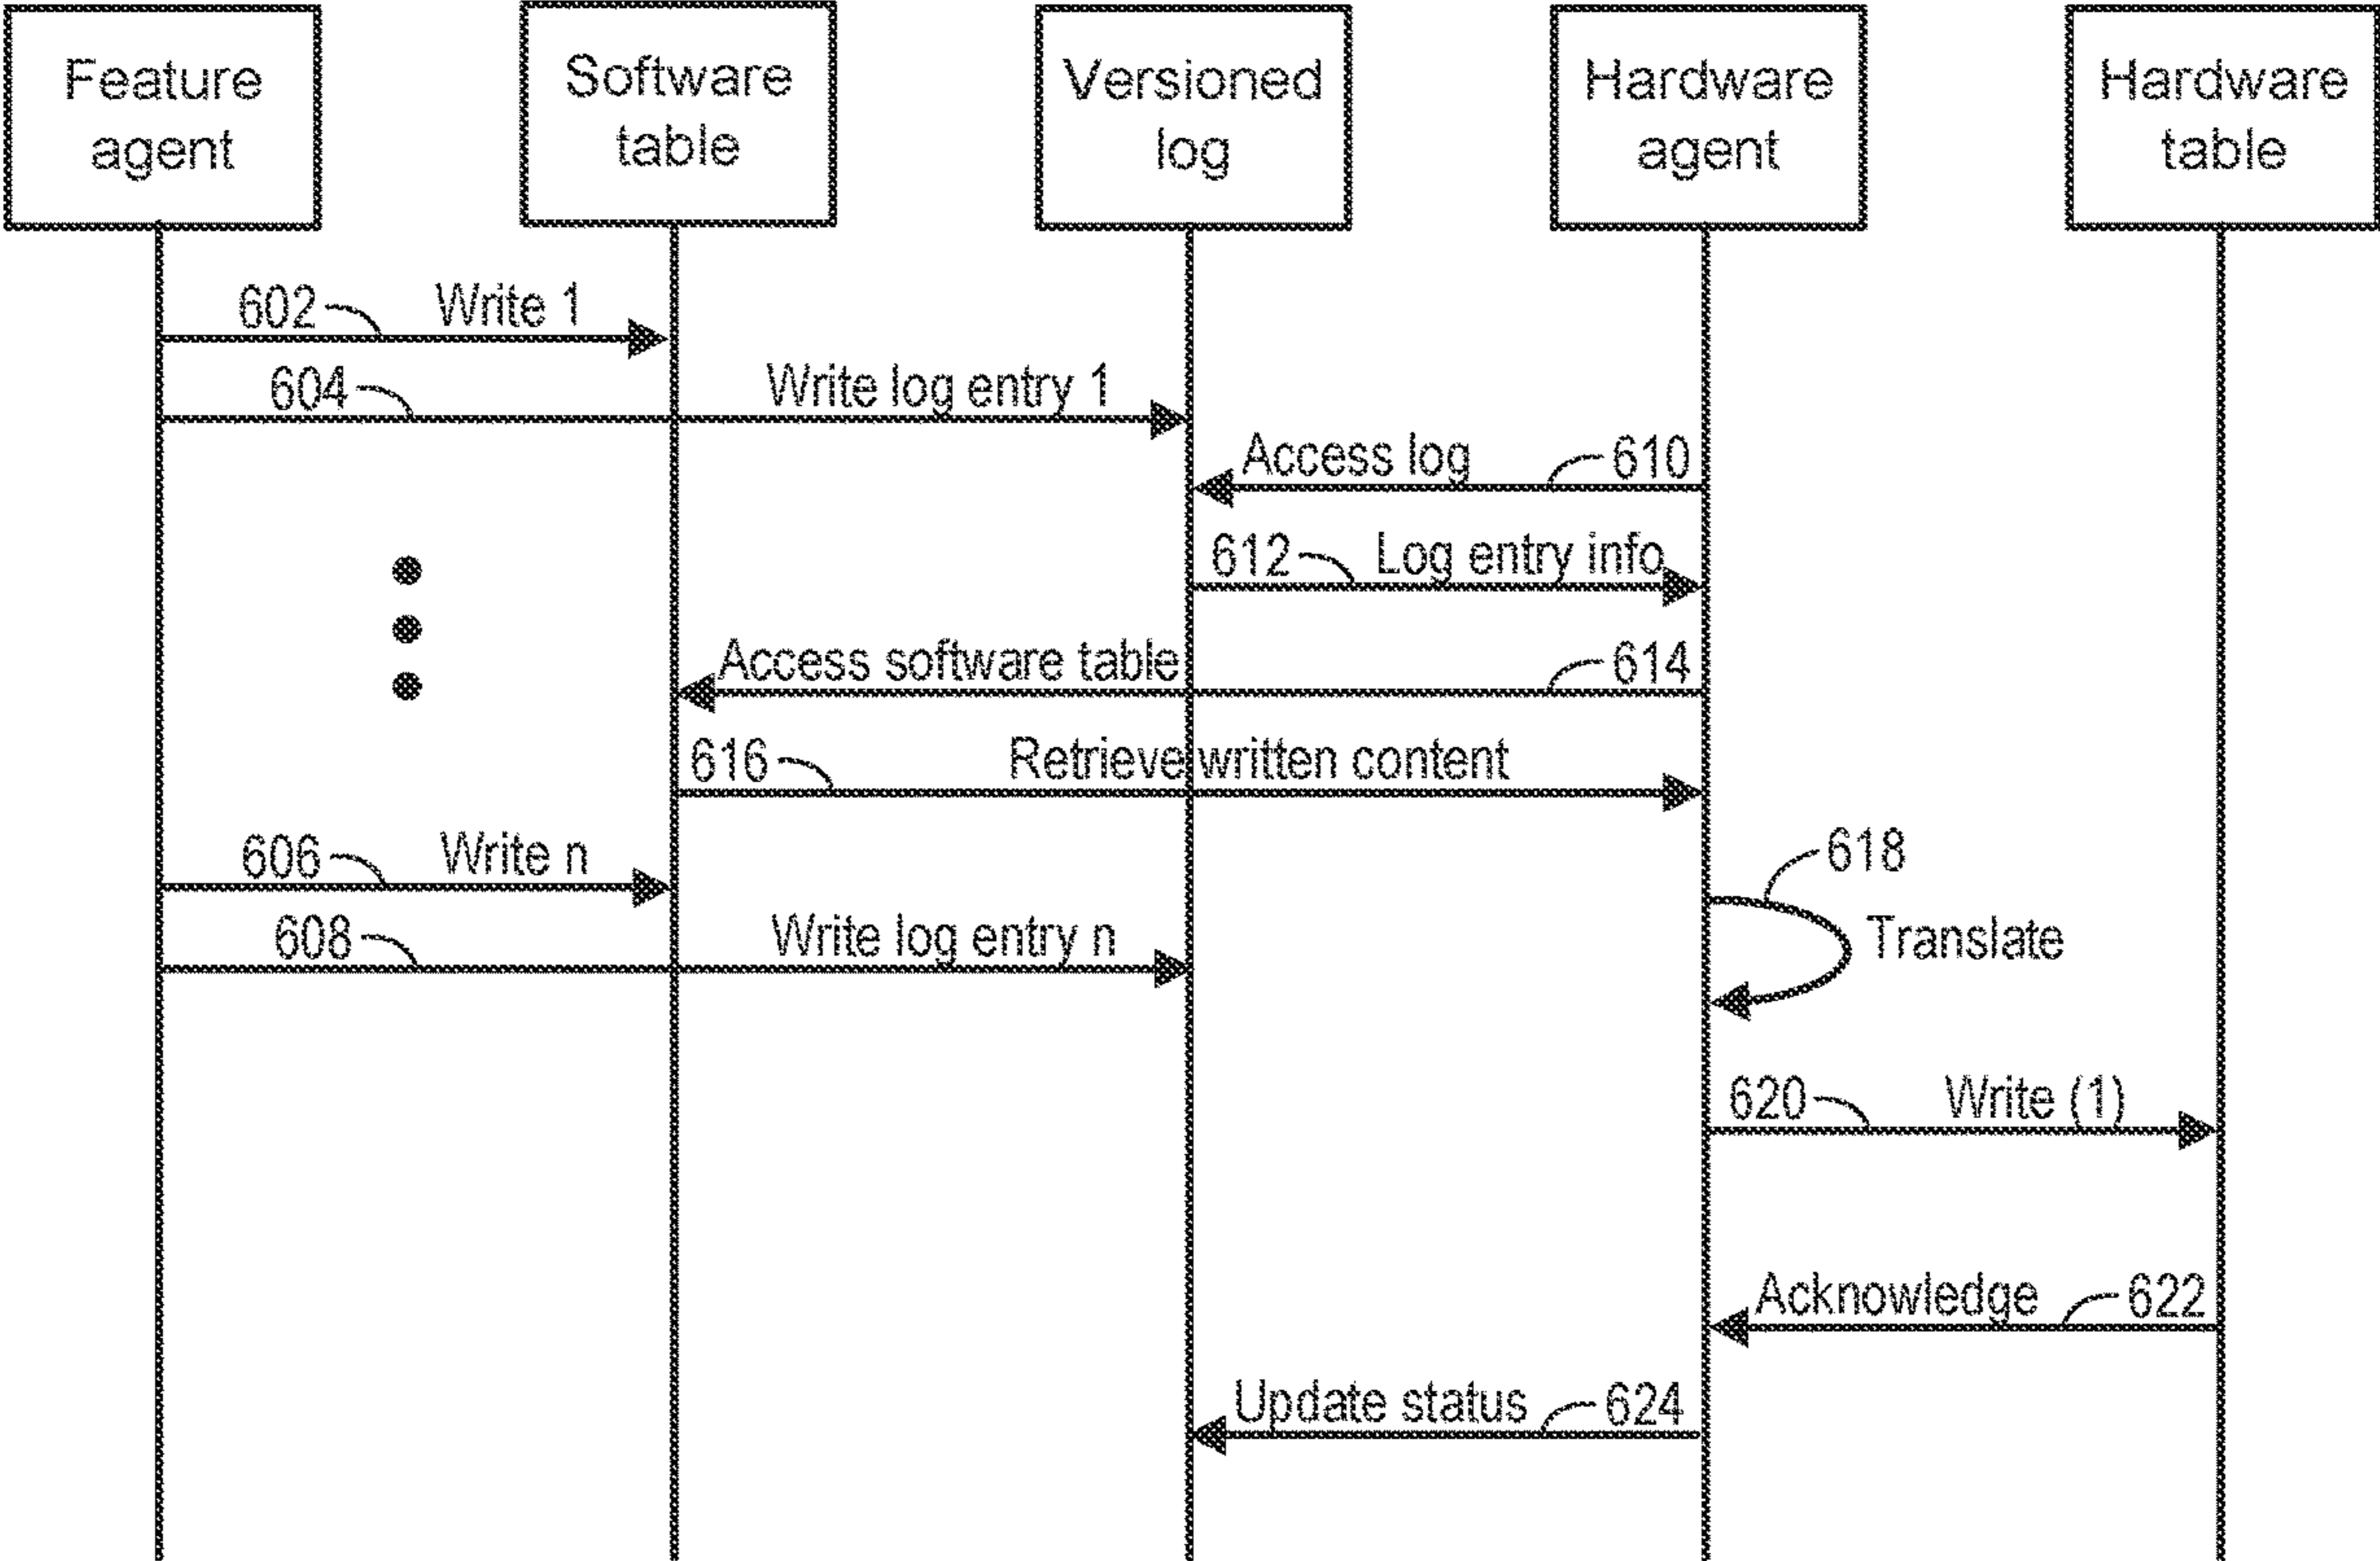 Feature
agent
Software
table
Versioned
log
Hardware
agent
Hardware
table
602 Write 1
604 Write log entry 1
Access log 610
612 Log entry info
Access software table 614
616 Retrieve written content
606 Write n
618
608 Write log entry n
Translate
620 Write (1)
Acknowledge 622
Update status 624